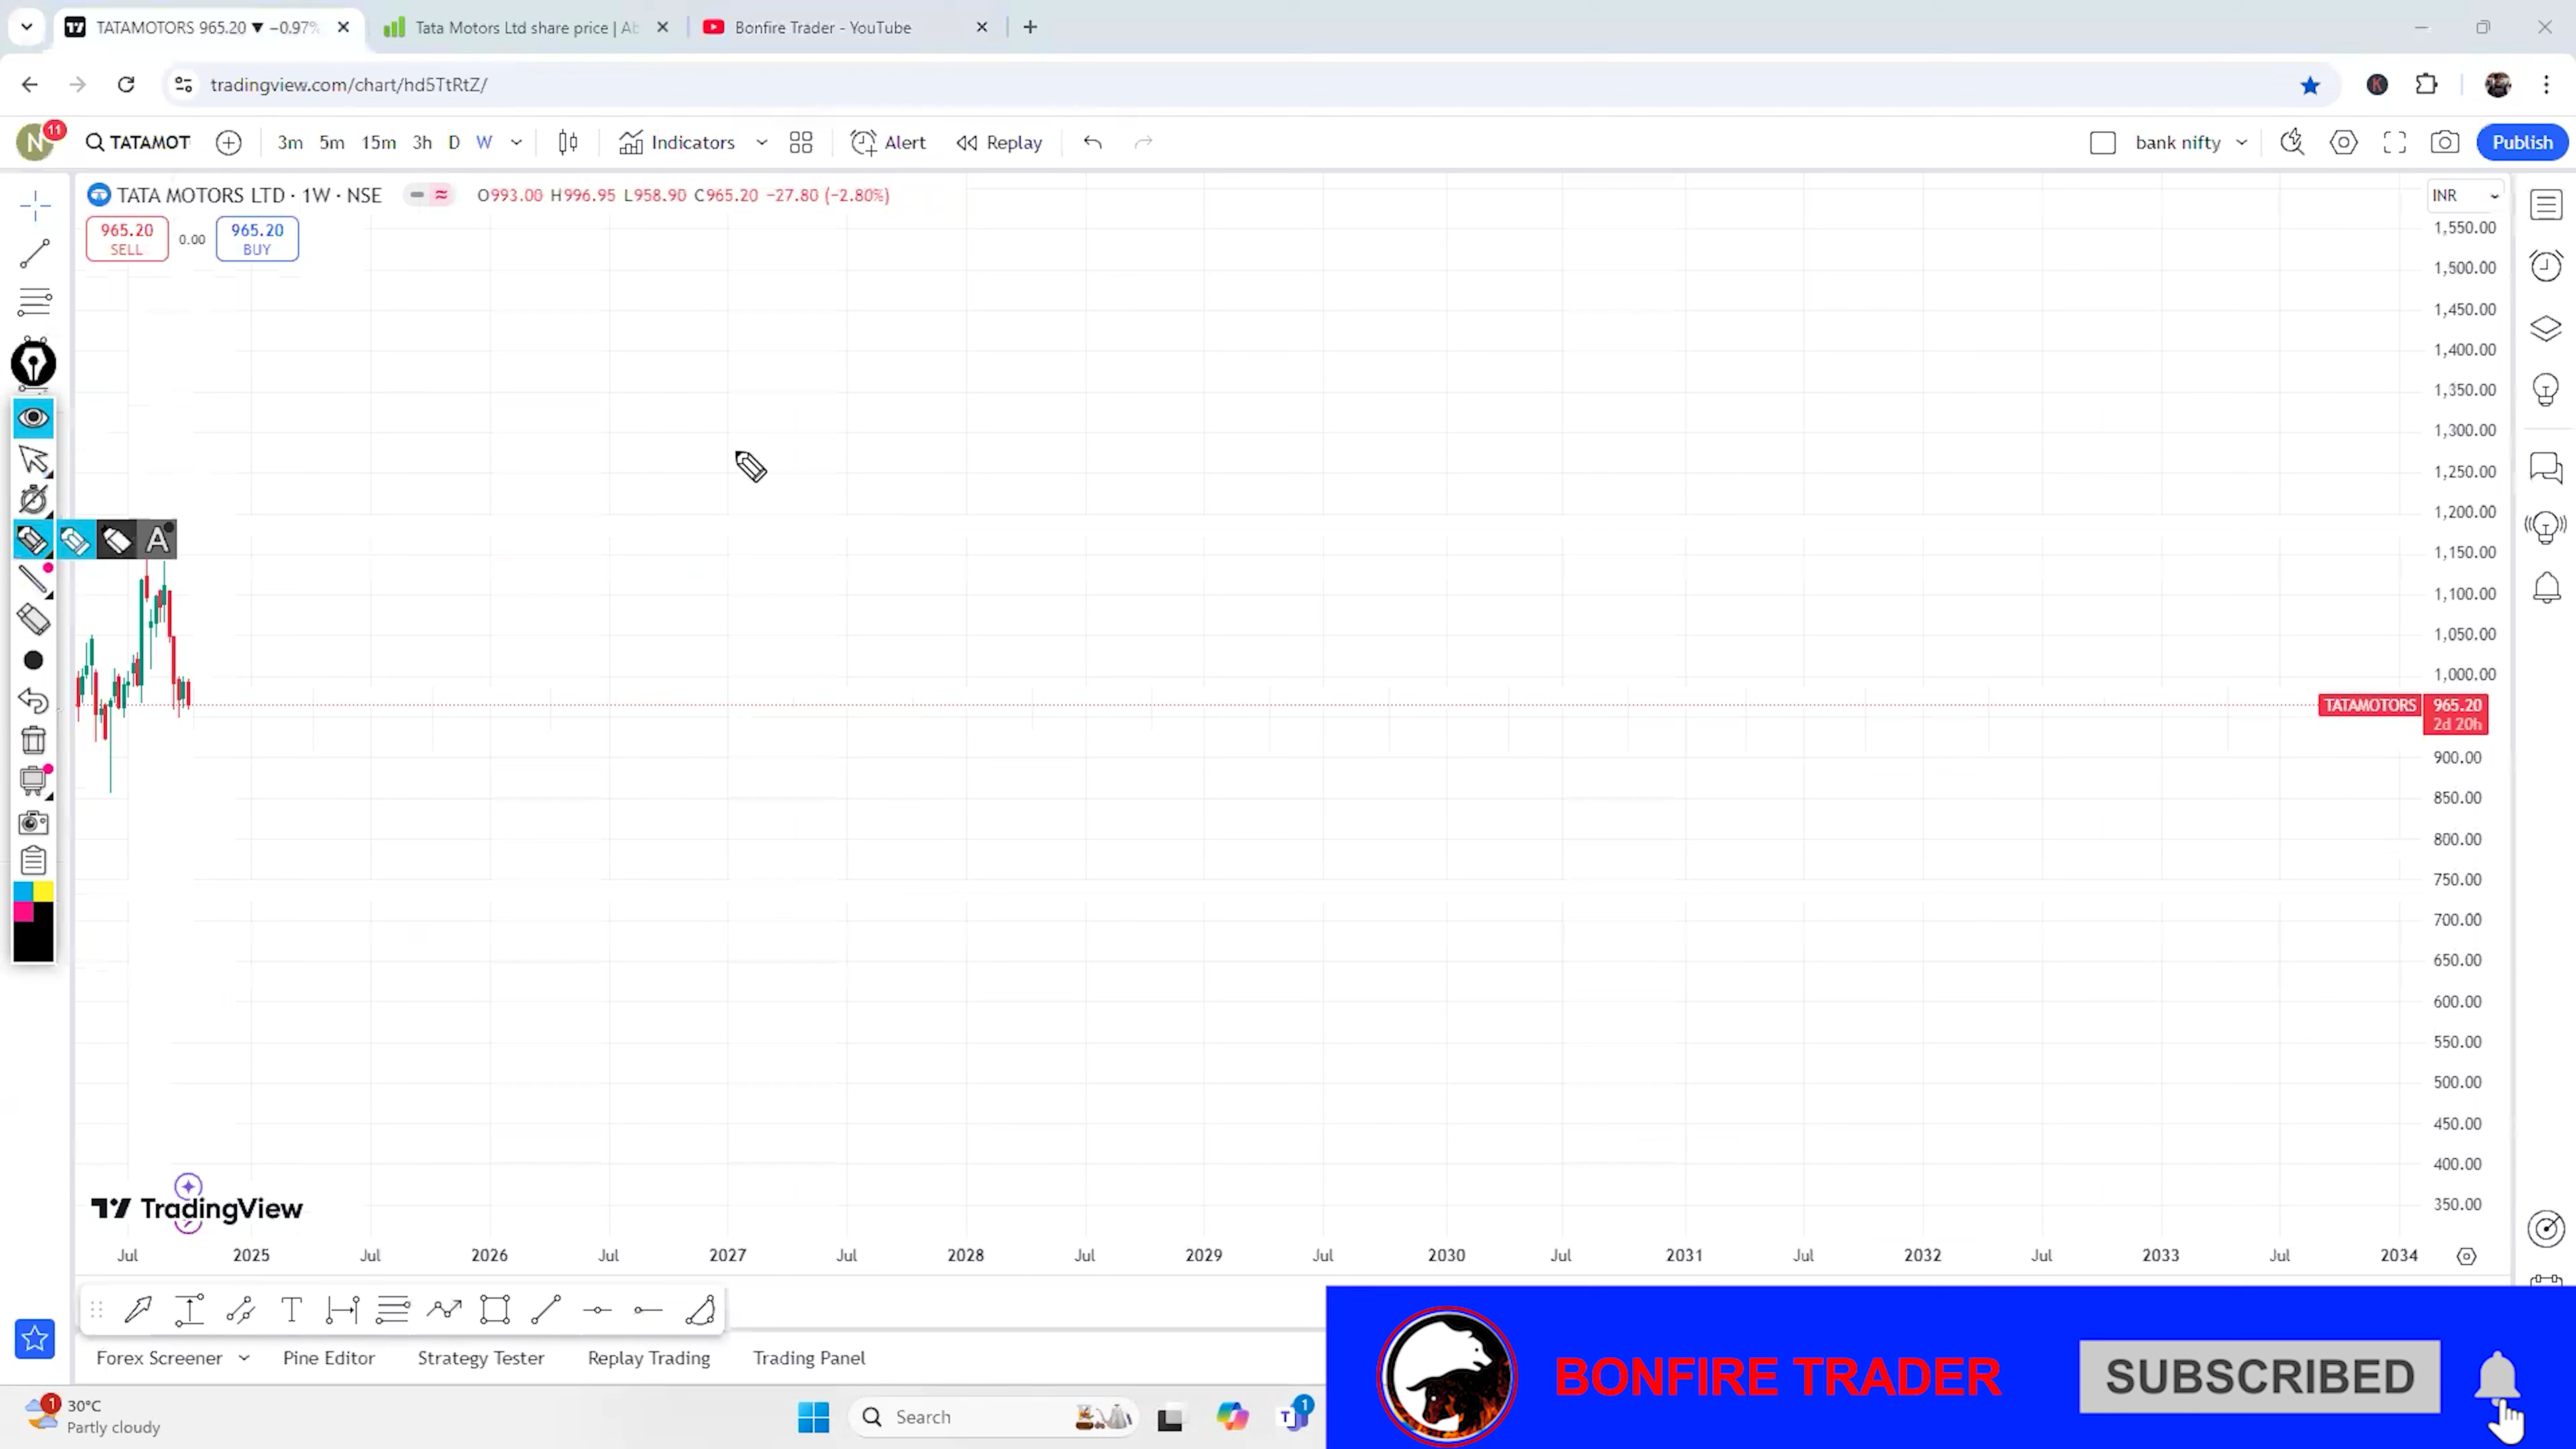 TATAMOTORS 965.20 ▼ −0.97%
Tata Motors Ltd share price | Ab
Bonfire Trader - YouTube
tradingview.com/chart/hd5TtRtZ/
K
N
11
TATAMOT
3m 5m 15m 3h D W
Indicators
Alert
Replay
bank nifty
Publish
TATA MOTORS LTD · 1W · NSE
O993.00 H996.95 L958.90 C965.20 −27.80 (−2.80%)
INR
965.20
SELL
0.00
965.20
BUY
1,550.00
1,500.00
1,450.00
1,400.00
1,350.00
1,300.00
1,250.00
1,200.00
A
1,150.00
1,100.00
1,050.00
1,000.00
TATAMOTORS 965.20
2d 20h
900.00
850.00
800.00
750.00
700.00
650.00
600.00
550.00
500.00
450.00
400.00
350.00
TradingView
Jul 2025 Jul 2026 Jul 2027 Jul 2028 Jul 2029 Jul 2030 Jul 2031 Jul 2032 Jul 2033 Jul 2034
T
Forex Screener
Pine Editor
Strategy Tester
Replay Trading
Trading Panel
BONFIRE TRADER
SUBSCRIBED
1
30°C
Partly cloudy
Search
T
1